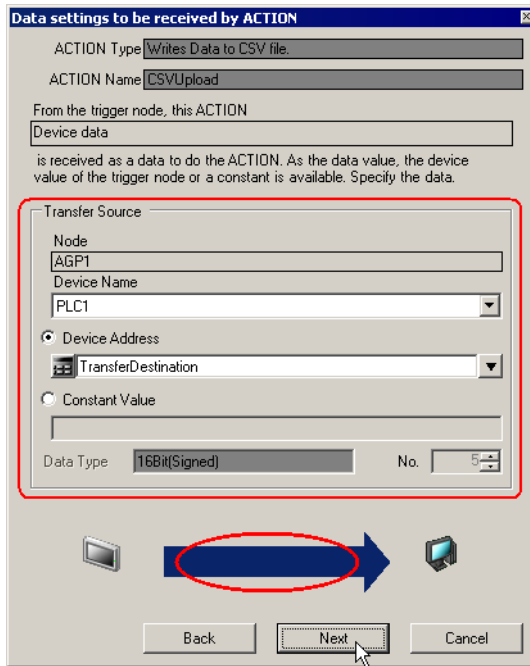 Data settings to be received by ACTION
ACTION Type Writes Data to CSV file.
ACTION Name CSVUpload
From the trigger node, this ACTION
Device data
is received as a data to do the ACTION. As the data value, the device
value of the trigger node or a constant is available. Specify the data.
Transfer Source
Node
AGP1
Device Name
PLC1
Device Address
TransferDestination
Constant Value
Data Type 16Bit(Signed) No. 5
Back Next Cancel